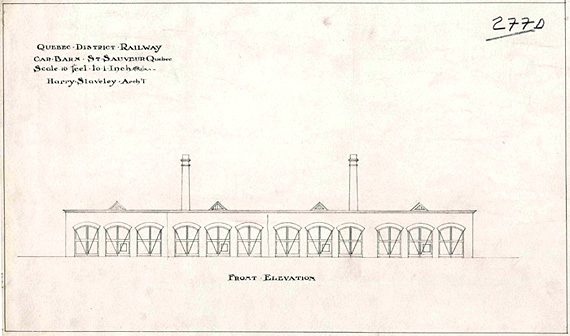 277D
Quebec · District · Railway
Car · Barn · St · Sauveur Quebec
Scale 10 feet to 1 Inch
Harry · Staveley · Arch't
Front · Elevation